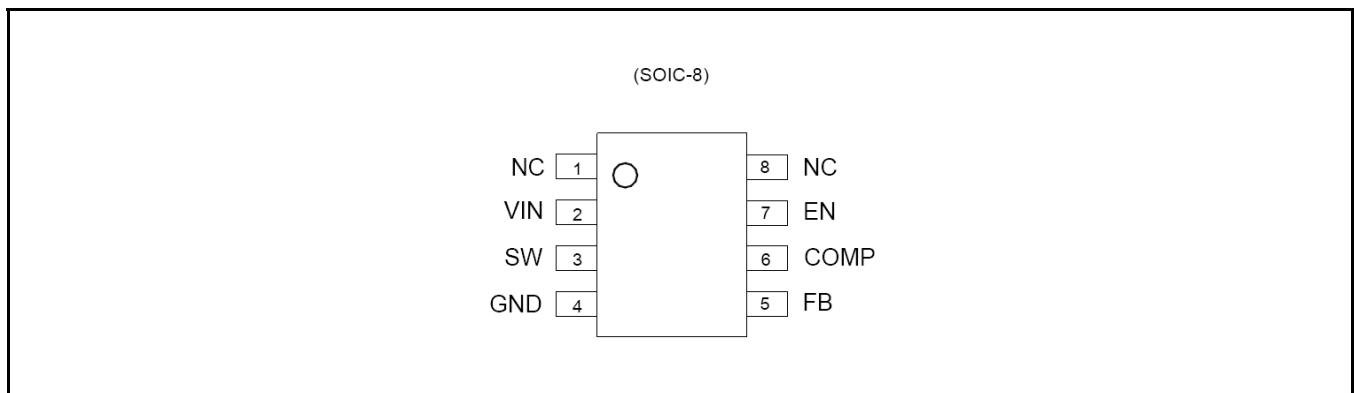 (SOIC-8)
NC 1 8 NC
VIN 2 7 EN
SW 3 6 COMP
GND 4 5 FB